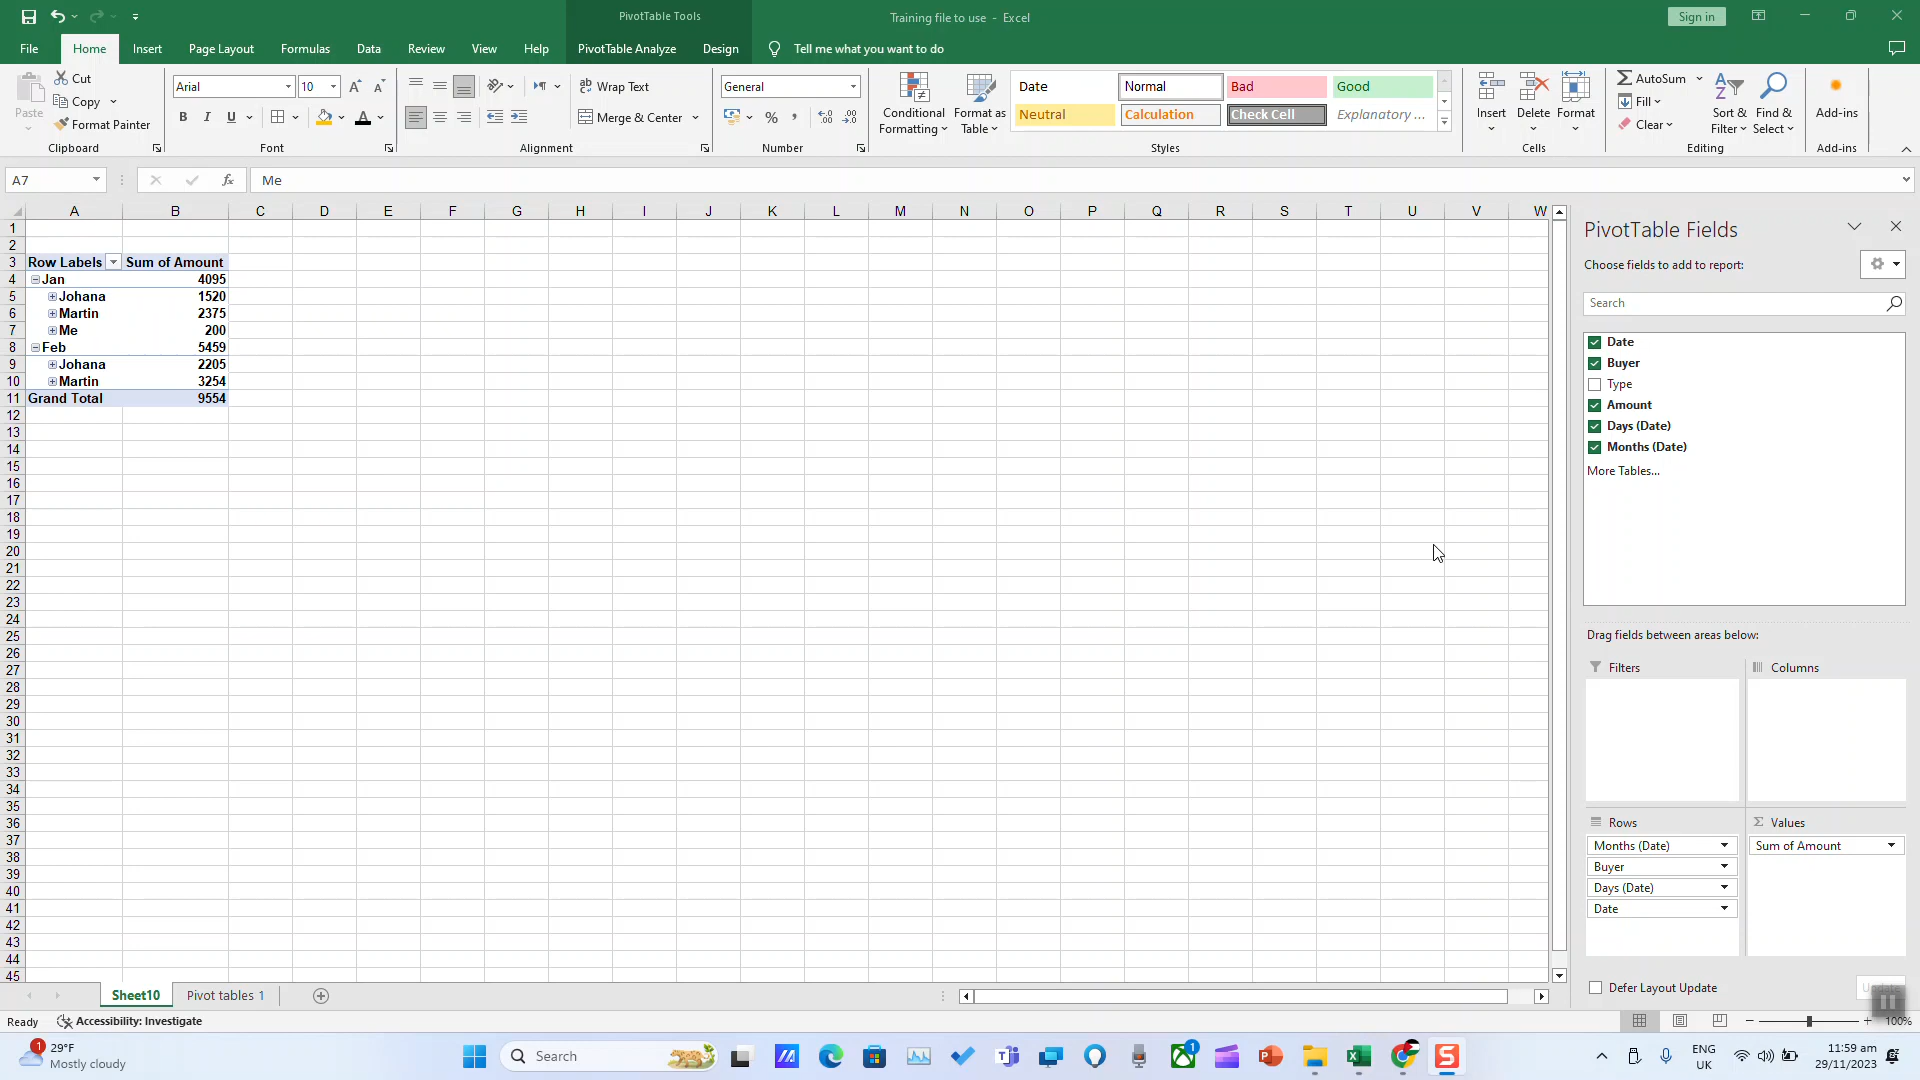 PivotTable Tools
Training file to use - Excel
Sign in
File Home Insert Page Layout Formulas Data Review View Help PivotTable Analyze Design Tell me what you want to do
Paste
Cut
Copy
Format Painter
Clipboard
Arial 10
B I U
Font
Wrap Text
Merge & Center
Alignment
General
Number
Conditional Formatting
Format as Table
Date Normal Bad Good
Neutral Calculation Check Cell Explanatory ...
Styles
Insert Delete Format
Cells
AutoSum
Fill
Clear
Sort & Filter
Find & Select
Editing
Add-ins
Add-ins
A7 fx Me
A B C D E F G H I J K L M N O P Q R S T U V W
1
2
3 Row Labels Sum of Amount
4 Jan 4095
5 Johana 1520
6 Martin 2375
7 Me 200
8 Feb 5459
9 Johana 2205
10 Martin 3254
11 Grand Total 9554
12
13
14
15
16
17
18
19
20
21
22
23
24
25
26
27
28
29
30
31
32
33
34
35
36
37
38
39
40
41
42
43
44
45
PivotTable Fields
Choose fields to add to report:
Search
Date
Buyer
Type
Amount
Days (Date)
Months (Date)
More Tables...
Drag fields between areas below:
Filters
Columns
Rows
Months (Date)
Buyer
Days (Date)
Date
Values
Sum of Amount
Defer Layout Update
Sheet10 Pivot tables 1
Ready Accessibility: Investigate
100%
1
29°F
Mostly cloudy
Search
1
ENG
UK
11:59 am
29/11/2023